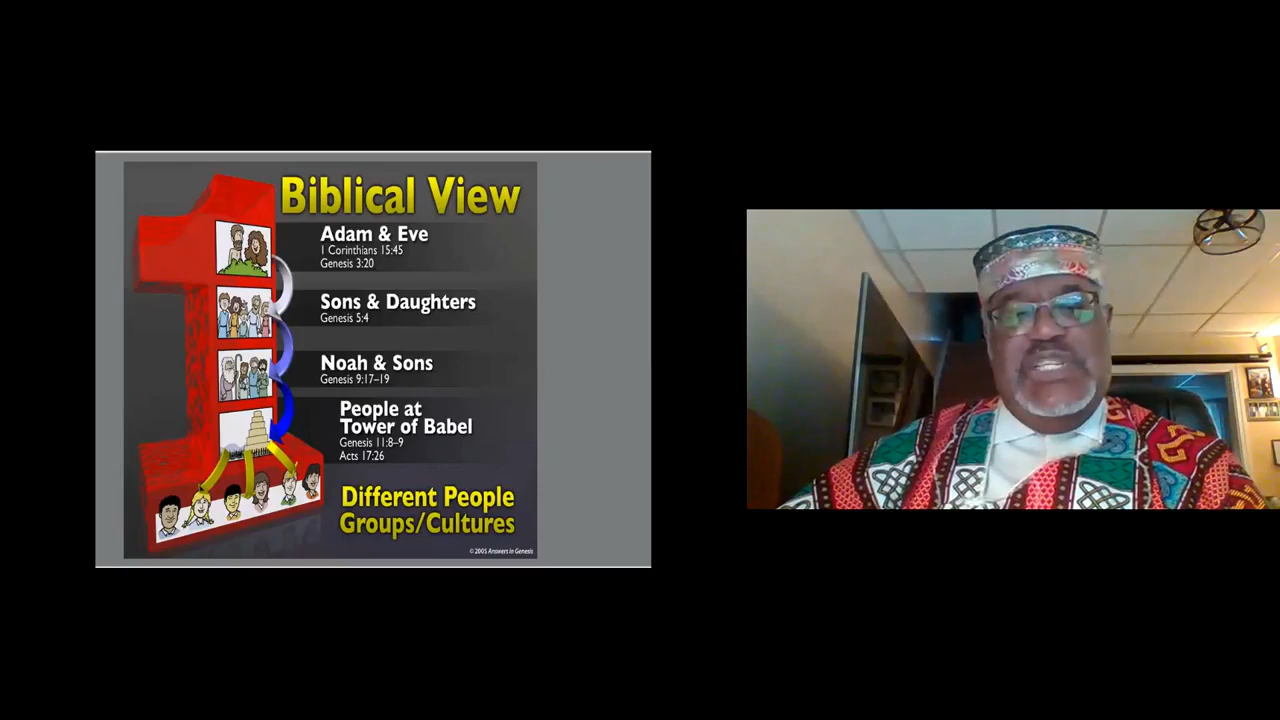 Biblical View
Adam & Eve
1 Corinthians 15:45
Genesis 3:20
Sons & Daughters
Genesis 5:4
Noah & Sons
Genesis 9:17–19
People at
Tower of Babel
Genesis 11:8–9
Acts 17:26
Different People
Groups/Cultures
© 2005 Answers in Genesis